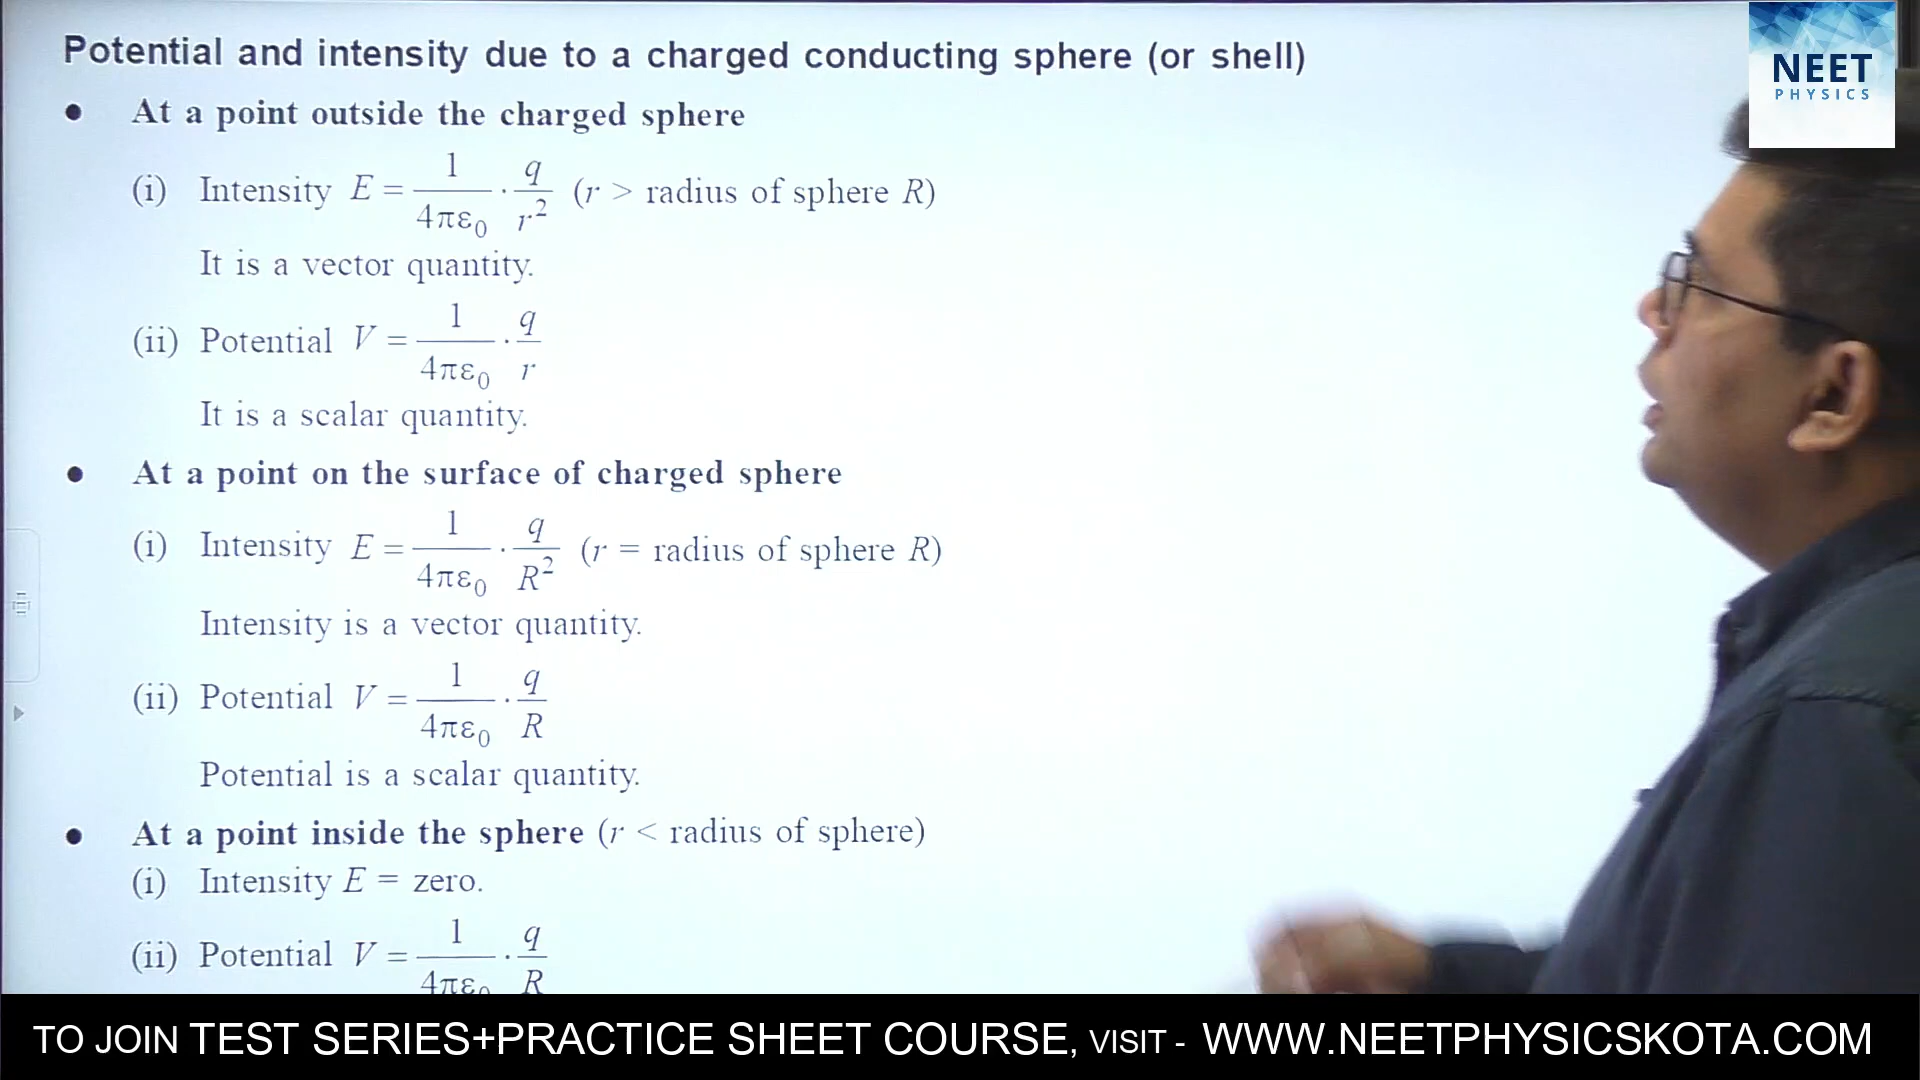 Potential and intensity due to a charged conducting sphere (or shell)
NEET
PHYSICS
• At a point outside the charged sphere
(i) Intensity E = 1/4πε₀ · q/r² (r > radius of sphere R)
It is a vector quantity.
(ii) Potential V = 1/4πε₀ · q/r
It is a scalar quantity.
• At a point on the surface of charged sphere
(i) Intensity E = 1/4πε₀ · q/R² (r = radius of sphere R)
Intensity is a vector quantity.
(ii) Potential V = 1/4πε₀ · q/R
Potential is a scalar quantity.
• At a point inside the sphere (r < radius of sphere)
(i) Intensity E = zero.
(ii) Potential V = 1/4πε₀ · q/R
TO JOIN TEST SERIES+PRACTICE SHEET COURSE, VISIT - WWW.NEETPHYSICSKOTA.COM